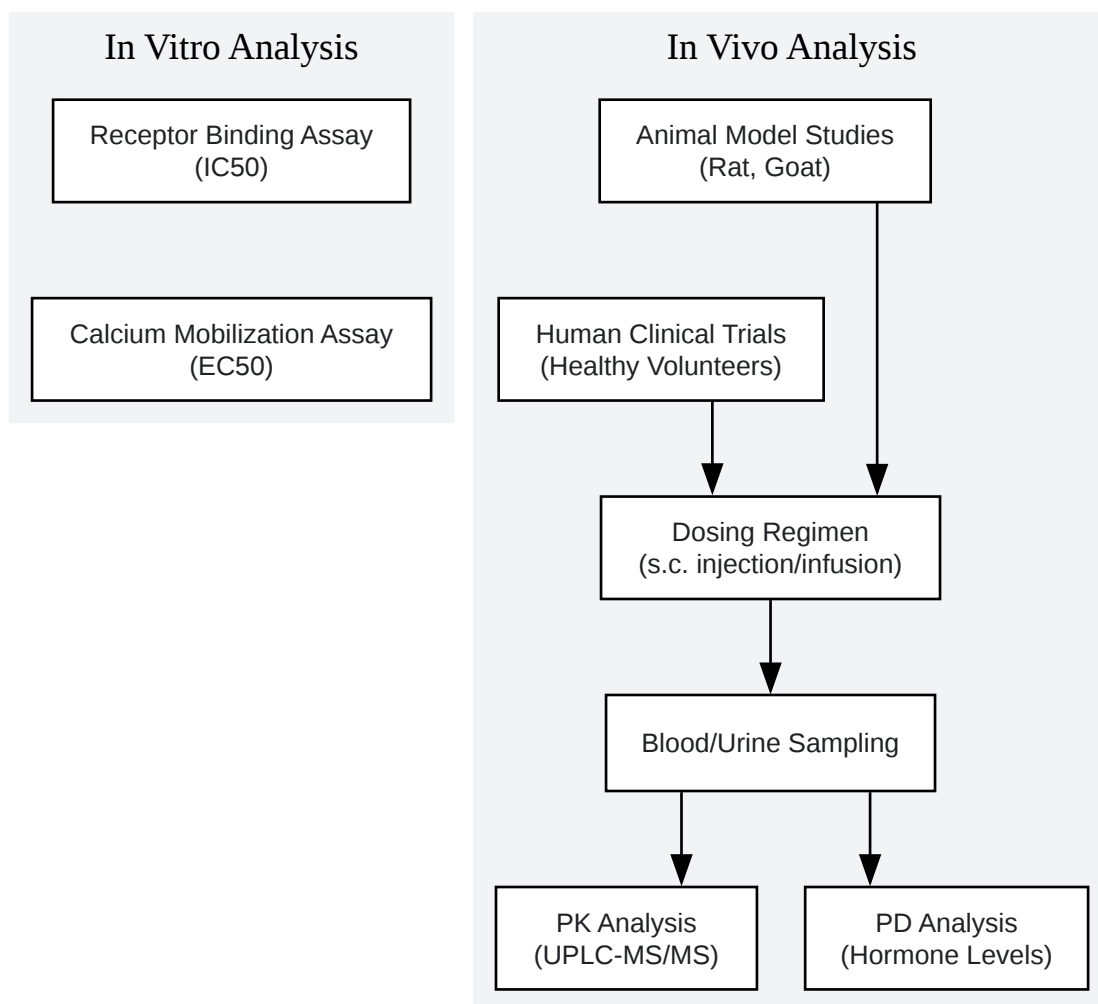 In Vitro Analysis
Receptor Binding Assay
(IC50)
Calcium Mobilization Assay
(EC50)
In Vivo Analysis
Animal Model Studies
(Rat, Goat)
Human Clinical Trials
(Healthy Volunteers)
Dosing Regimen
(s.c. injection/infusion)
Blood/Urine Sampling
PK Analysis
(UPLC-MS/MS)
PD Analysis
(Hormone Levels)